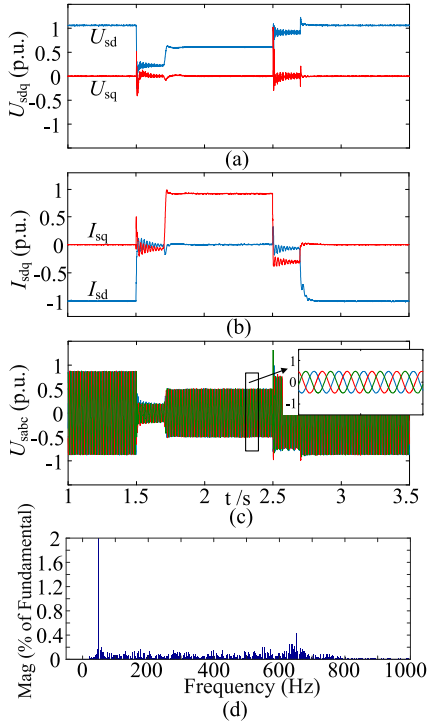 U_sdq (p.u.)
1
0.5
0
-0.5
-1
U_sd
U_sq
(a)
I_sdq (p.u.)
1
0.5
0
-0.5
-1
I_sq
I_sd
(b)
U_sabc (p.u.)
1
0.5
0
-0.5
-1
1
0
-1
1 1.5 2 2.5 3 3.5
t /s
(c)
Mag (% of Fundamental)
2
1.6
1.2
0.8
0.4
0
0 200 400 600 800 1000
Frequency (Hz)
(d)